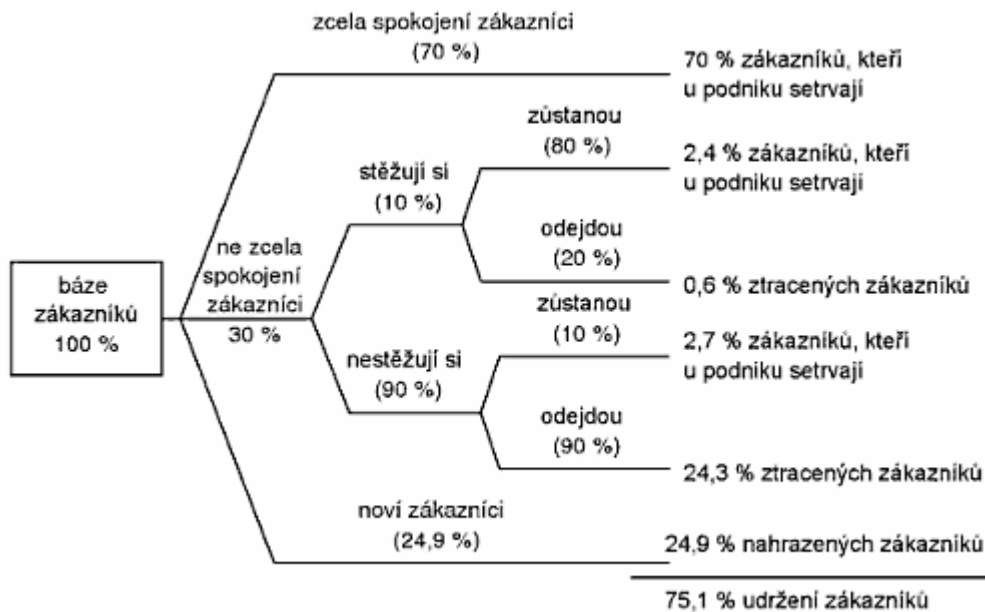 zcela spokojení zákazníci
(70 %)
70 % zákazníků, kteří
u podniku setrvají
zůstanou
(80 %)
2,4 % zákazníků, kteří
u podniku setrvají
stěžují si
(10 %)
odejdou
(20 %)
0,6 % ztracených zákazníků
ne zcela
spokojení
zákazníci
30 %
báze
zákazníků
100 %
zůstanou
(10 %)
2,7 % zákazníků, kteří
u podniku setrvají
nestěžují si
(90 %)
odejdou
(90 %)
24,3 % ztracených zákazníků
noví zákazníci
(24,9 %)
24,9 % nahrazených zákazníků
75,1 % udržení zákazníků